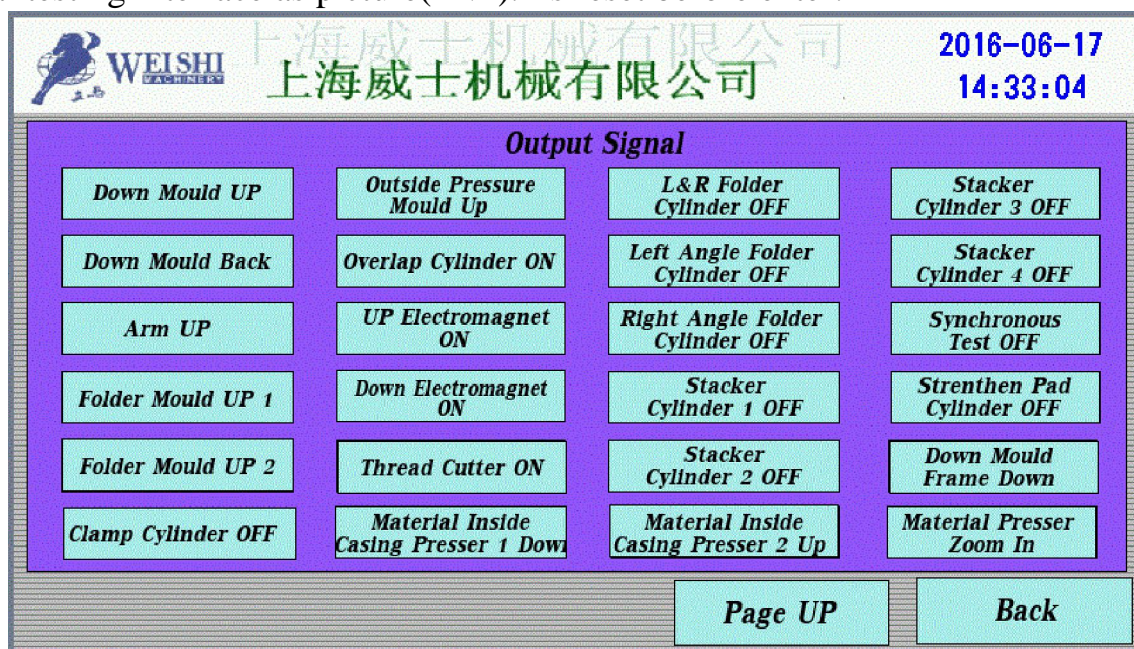 WEISHI
MACHINERY
上海威士机械有限公司
上海威士机械有限公司
2016-06-17
14:33:04
Output Signal
Down Mould UP
Outside Pressure
Mould Up
L&R Folder
Cylinder OFF
Stacker
Cylinder 3 OFF
Down Mould Back
Overlap Cylinder ON
Left Angle Folder
Cylinder OFF
Stacker
Cylinder 4 OFF
Arm UP
UP Electromagnet
ON
Right Angle Folder
Cylinder OFF
Synchronous
Test OFF
Folder Mould UP 1
Down Electromagnet
ON
Stacker
Cylinder 1 OFF
Strenthen Pad
Cylinder OFF
Folder Mould UP 2
Thread Cutter ON
Stacker
Cylinder 2 OFF
Down Mould
Frame Down
Clamp Cylinder OFF
Material Inside
Casing Presser 1 Down
Material Inside
Casing Presser 2 Up
Material Presser
Zoom In
Page UP
Back